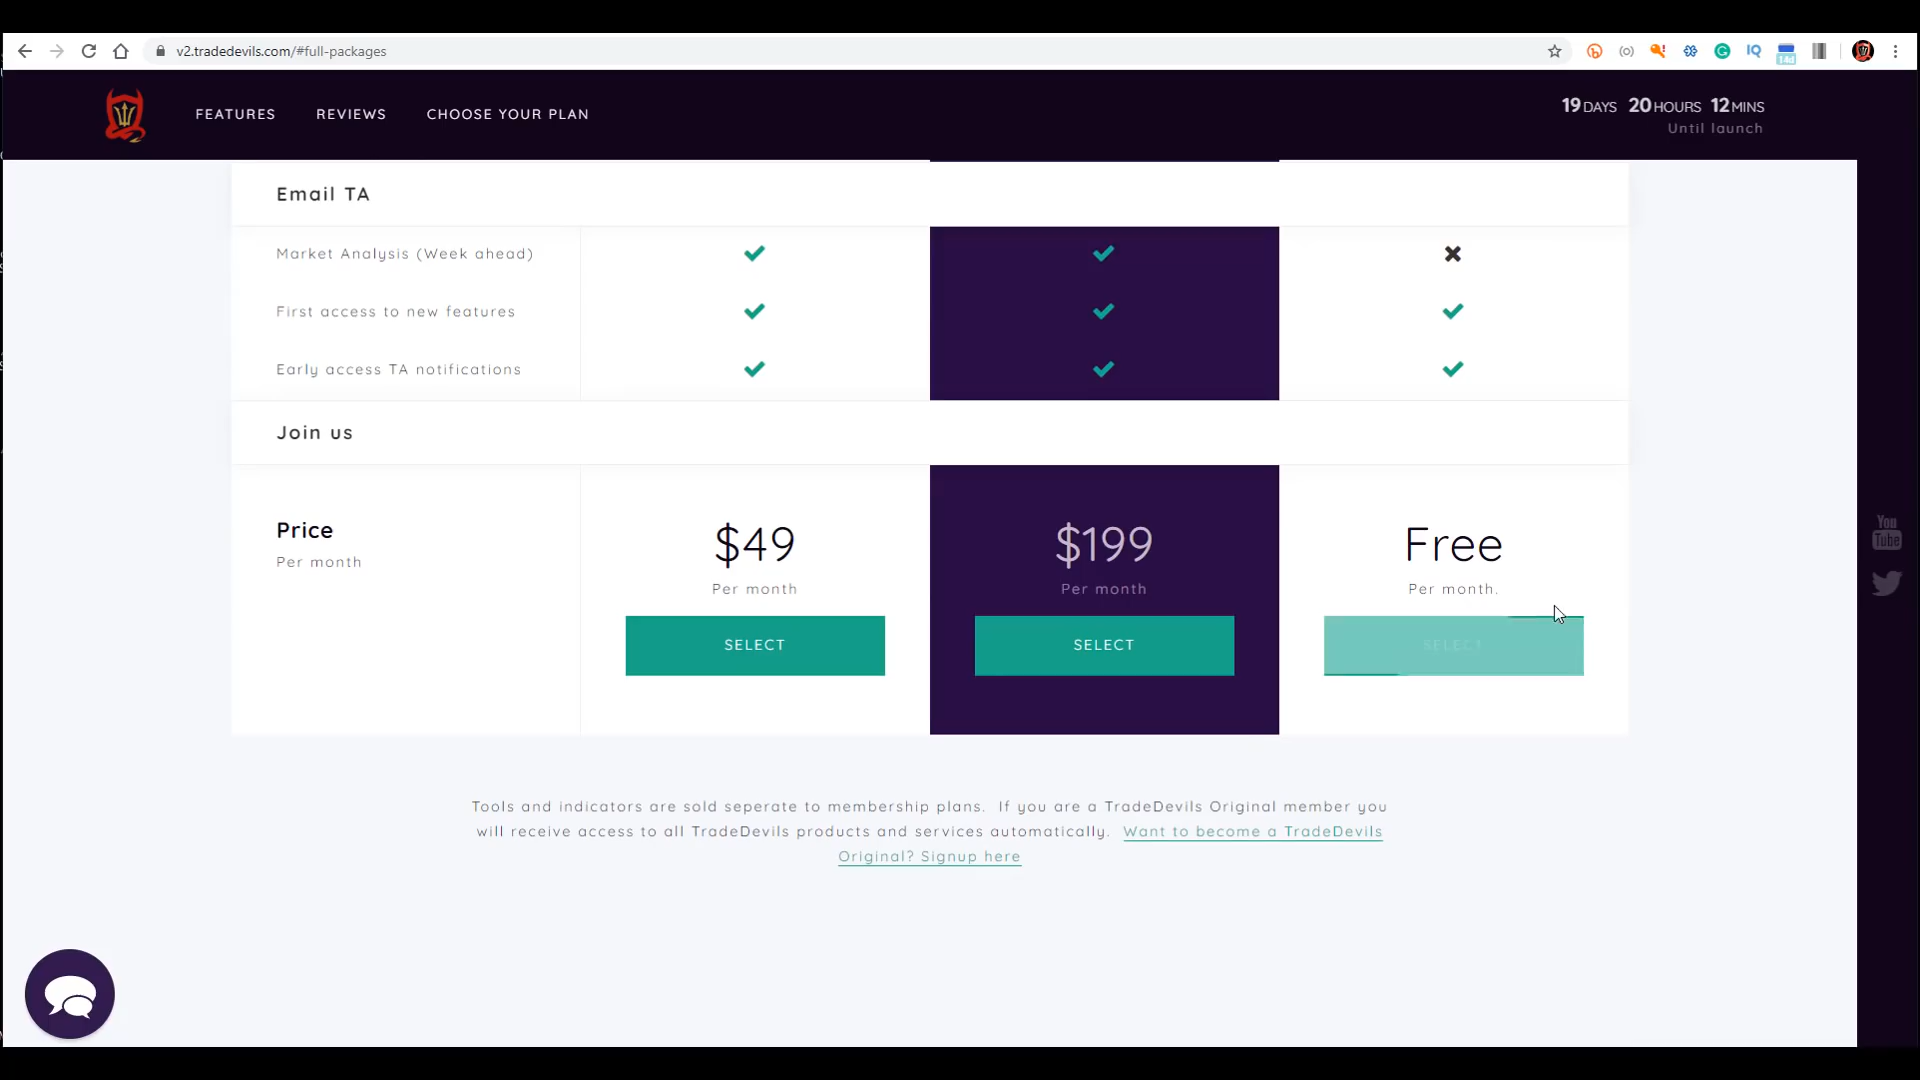 v2.tradedevils.com/#full-packages
14d
FEATURES REVIEWS CHOOSE YOUR PLAN
19 DAYS 20 HOURS 12 MINS
Until launch
Email TA
Market Analysis (Week ahead)
First access to new features
Early access TA notifications
Join us
Price
Per month
$49
Per month
SELECT
$199
Per month
SELECT
Free
Per month.
SELECT
You
Tube
Tools and indicators are sold seperate to membership plans. If you are a TradeDevils Original member you
will receive access to all TradeDevils products and services automatically. Want to become a TradeDevils
Original? Signup here